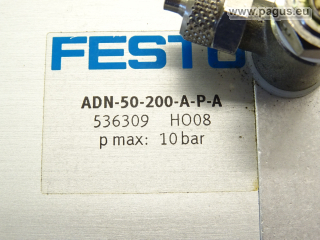 © www.pagus.eu
FESTO
ADN-50-200-A-P-A
536309 HO08
p max: 10 bar